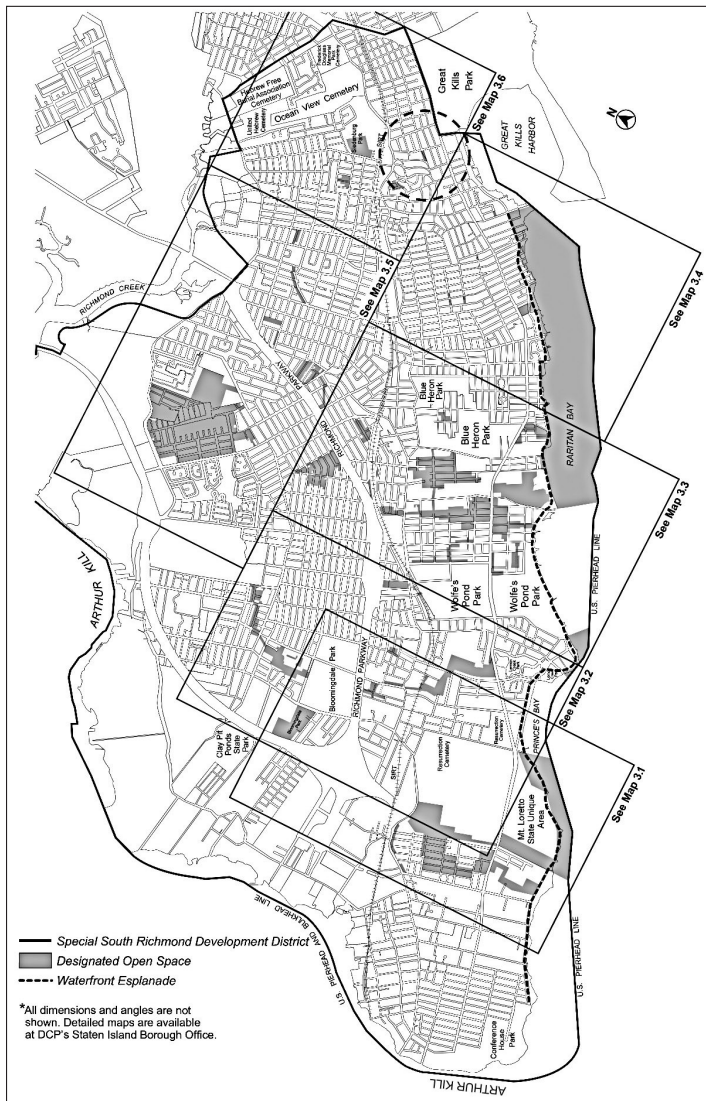 Frederick
Douglass
Memorial
Park
Cemetery
Hebrew Free
Burial Association
Cemetery
United
Hebrew
Cemetery
Ocean View Cemetery
Great
Kills
Park
See Map 3.6
N
GREAT
KILLS
HARBOR
Siedenburg
Park
SIRT
RICHMOND CREEK
See Map 3.5
See Map 3.4
RICHMOND
PARKWAY
Blue
Heron
Park
Blue
Heron
Park
RARITAN BAY
ARTHUR
KILL
See Map 3.3
U.S. PIERHEAD LINE
Wolfe's
Pond
Park
Wolfe's
Pond
Park
Bloomingdale Park
RICHMOND PARKWAY
Bloomingdale
Park
Clay Pit
Ponds
State
Park
See Map 3.2
PRINCE'S BAY
Resurrection
Cemetery
Resurrection
Cemetery
SIRT
Mt. Loretto
State Unique
Area
See Map 3.1
U.S. PIERHEAD AND BULKHEAD LINE
U.S. PIERHEAD LINE
Special South Richmond Development District
Designated Open Space
Waterfront Esplanade
*All dimensions and angles are not
shown. Detailed maps are available
at DCP's Staten Island Borough Office.
Conference
House
Park
ARTHUR KILL